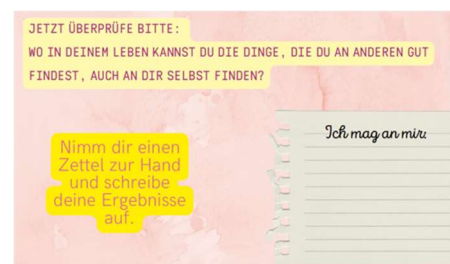 JETZT ÜBERPRÜFE BITTE:
WO IN DEINEM LEBEN KANNST DU DIE DINGE, DIE DU AN ANDEREN GUT
FINDEST, AUCH AN DIR SELBST FINDEN?
Nimm dir einen
Zettel zur Hand
und schreibe
deine Ergebnisse
auf.
Ich mag an mir: